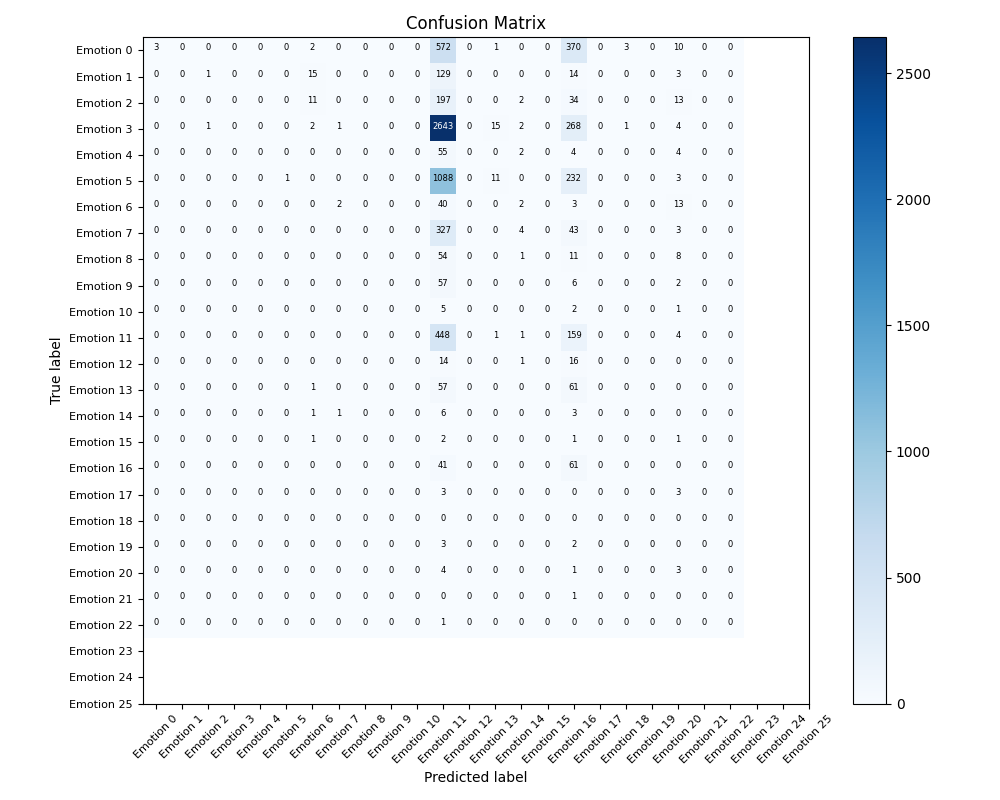 Confusion Matrix
Emotion 0 3 0 0 0 0 0 2 0 0 0 0 572 0 1 0 0 370 0 3 0 10 0 0
Emotion 1 0 0 1 0 0 0 15 0 0 0 0 129 0 0 0 0 14 0 0 0 3 0 0
Emotion 2 0 0 0 0 0 0 11 0 0 0 0 197 0 0 2 0 34 0 0 0 13 0 0
Emotion 3 0 0 1 0 0 0 2 1 0 0 0 2643 0 15 2 0 268 0 1 0 4 0 0
Emotion 4 0 0 0 0 0 0 0 0 0 0 0 55 0 0 2 0 4 0 0 0 4 0 0
Emotion 5 0 0 0 0 0 1 0 0 0 0 0 1088 0 11 0 0 232 0 0 0 3 0 0
Emotion 6 0 0 0 0 0 0 0 2 0 0 0 40 0 0 2 0 3 0 0 0 13 0 0
Emotion 7 0 0 0 0 0 0 0 0 0 0 0 327 0 0 4 0 43 0 0 0 3 0 0
Emotion 8 0 0 0 0 0 0 0 0 0 0 0 54 0 0 1 0 11 0 0 0 8 0 0
Emotion 9 0 0 0 0 0 0 0 0 0 0 0 57 0 0 0 0 6 0 0 0 2 0 0
Emotion 10 0 0 0 0 0 0 0 0 0 0 0 5 0 0 0 0 2 0 0 0 1 0 0
Emotion 11 0 0 0 0 0 0 0 0 0 0 0 448 0 1 1 0 159 0 0 0 4 0 0
Emotion 12 0 0 0 0 0 0 0 0 0 0 0 14 0 0 1 0 16 0 0 0 0 0 0
Emotion 13 0 0 0 0 0 0 1 0 0 0 0 57 0 0 0 0 61 0 0 0 0 0 0
Emotion 14 0 0 0 0 0 0 1 1 0 0 0 6 0 0 0 0 3 0 0 0 0 0 0
Emotion 15 0 0 0 0 0 0 1 0 0 0 0 2 0 0 0 0 1 0 0 0 1 0 0
Emotion 16 0 0 0 0 0 0 0 0 0 0 0 41 0 0 0 0 61 0 0 0 0 0 0
Emotion 17 0 0 0 0 0 0 0 0 0 0 0 3 0 0 0 0 0 0 0 0 3 0 0
Emotion 18 0 0 0 0 0 0 0 0 0 0 0 0 0 0 0 0 0 0 0 0 0 0 0
Emotion 19 0 0 0 0 0 0 0 0 0 0 0 3 0 0 0 0 2 0 0 0 0 0 0
Emotion 20 0 0 0 0 0 0 0 0 0 0 0 4 0 0 0 0 1 0 0 0 3 0 0
Emotion 21 0 0 0 0 0 0 0 0 0 0 0 0 0 0 0 0 1 0 0 0 0 0 0
Emotion 22 0 0 0 0 0 0 0 0 0 0 0 1 0 0 0 0 0 0 0 0 0 0 0
Emotion 23
Emotion 24
Emotion 25
True label
Emotion 0
Emotion 1
Emotion 2
Emotion 3
Emotion 4
Emotion 5
Emotion 6
Emotion 7
Emotion 8
Emotion 9
Emotion 10
Emotion 11
Emotion 12
Emotion 13
Emotion 14
Emotion 15
Emotion 16
Emotion 17
Emotion 18
Emotion 19
Emotion 20
Emotion 21
Emotion 22
Emotion 23
Emotion 24
Emotion 25
Predicted label
2500
2000
1500
1000
500
0